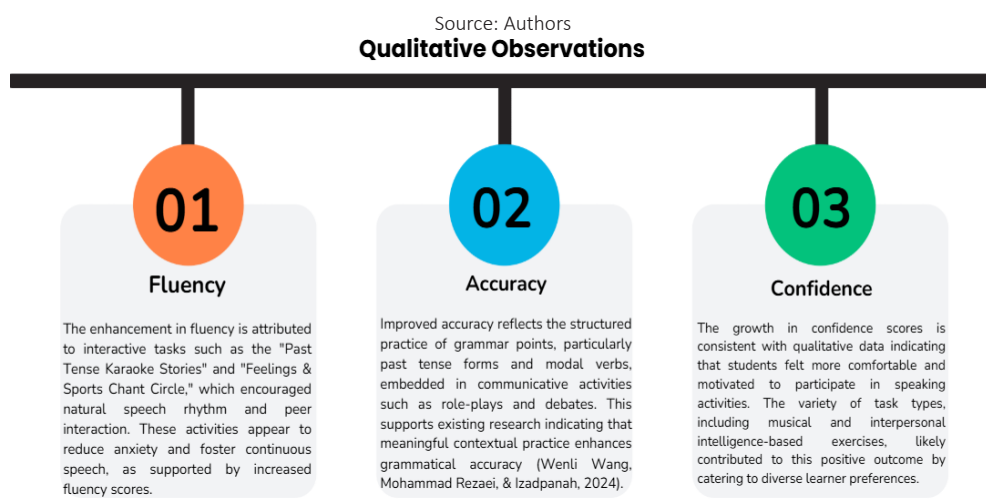 Source: Authors
Qualitative Observations
01
Fluency
The enhancement in fluency is attributed
to interactive tasks such as the "Past
Tense Karaoke Stories" and "Feelings &
Sports Chant Circle," which encouraged
natural speech rhythm and peer
interaction. These activities appear to
reduce anxiety and foster continuous
speech, as supported by increased
fluency scores.
02
Accuracy
Improved accuracy reflects the structured
practice of grammar points, particularly
past tense forms and modal verbs,
embedded in communicative activities
such as role-plays and debates. This
supports existing research indicating that
meaningful contextual practice enhances
grammatical accuracy (Wenli Wang,
Mohammad Rezaei, & Izadpanah, 2024).
03
Confidence
The growth in confidence scores is
consistent with qualitative data indicating
that students felt more comfortable and
motivated to participate in speaking
activities. The variety of task types,
including musical and interpersonal
intelligence-based exercises, likely
contributed to this positive outcome by
catering to diverse learner preferences.